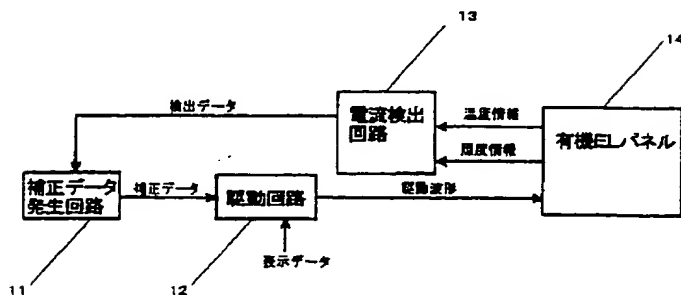 13
14
検出データ
電流検出
回路
温度情報
照度情報
有機ELパネル
補正データ
発生回路
補正データ
駆動回路
駆動波形
表示データ
11
12